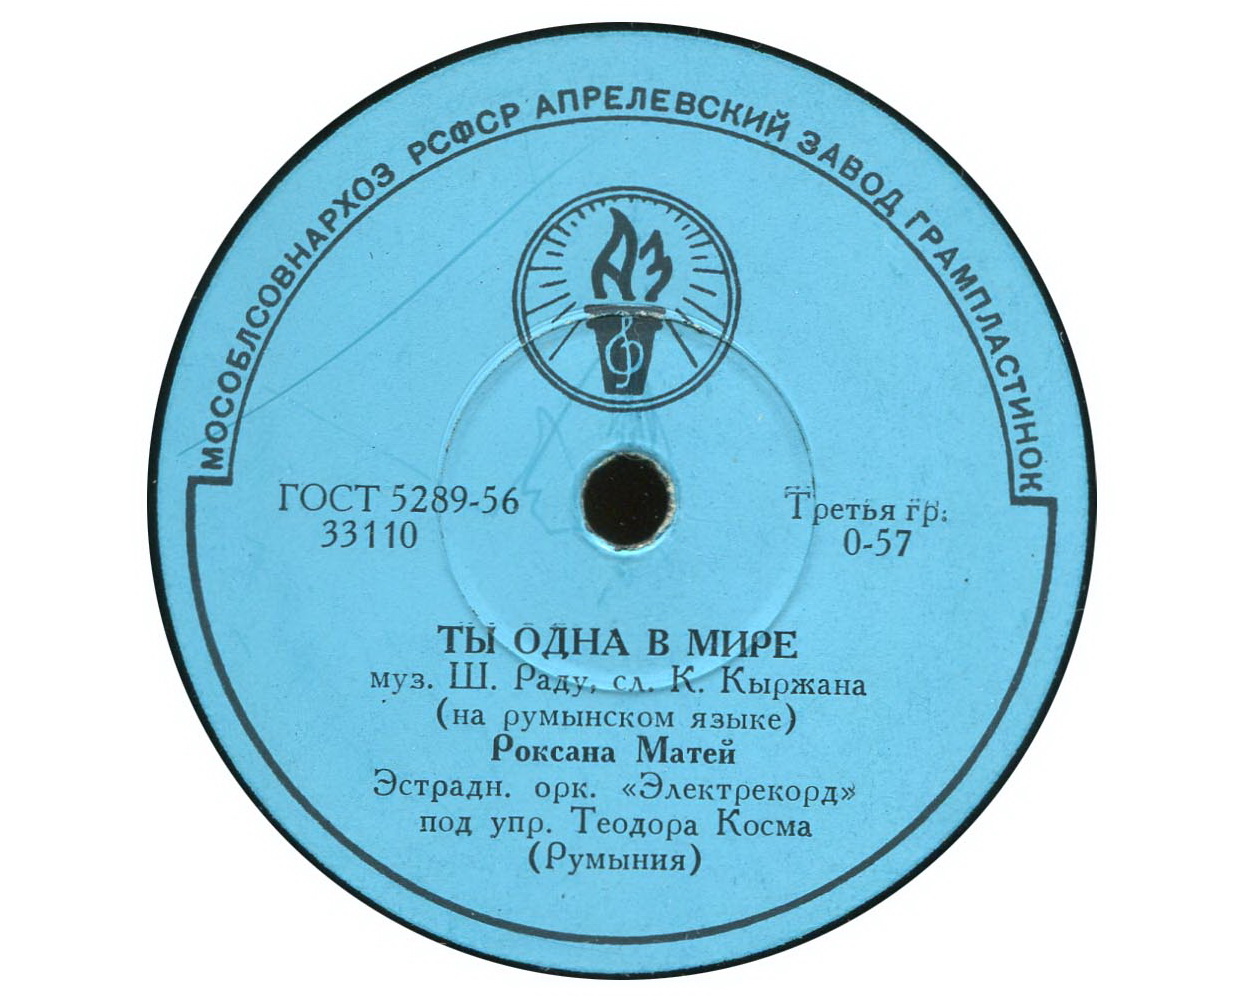 МОСОБЛСОВНАРХОЗ РСФСР АПРЕЛЕВСКИЙ ЗАВОД ГРАМПЛАСТИНОК
АЗ
ГОСТ 5289-56
33110
Третья гр.
0-57
ТЫ ОДНА В МИРЕ
муз. Ш. Раду, сл. К. Кыржана
(на румынском языке)
Роксана Матей
Эстрадн. орк. «Электрекорд»
под упр. Теодора Косма
(Румыния)